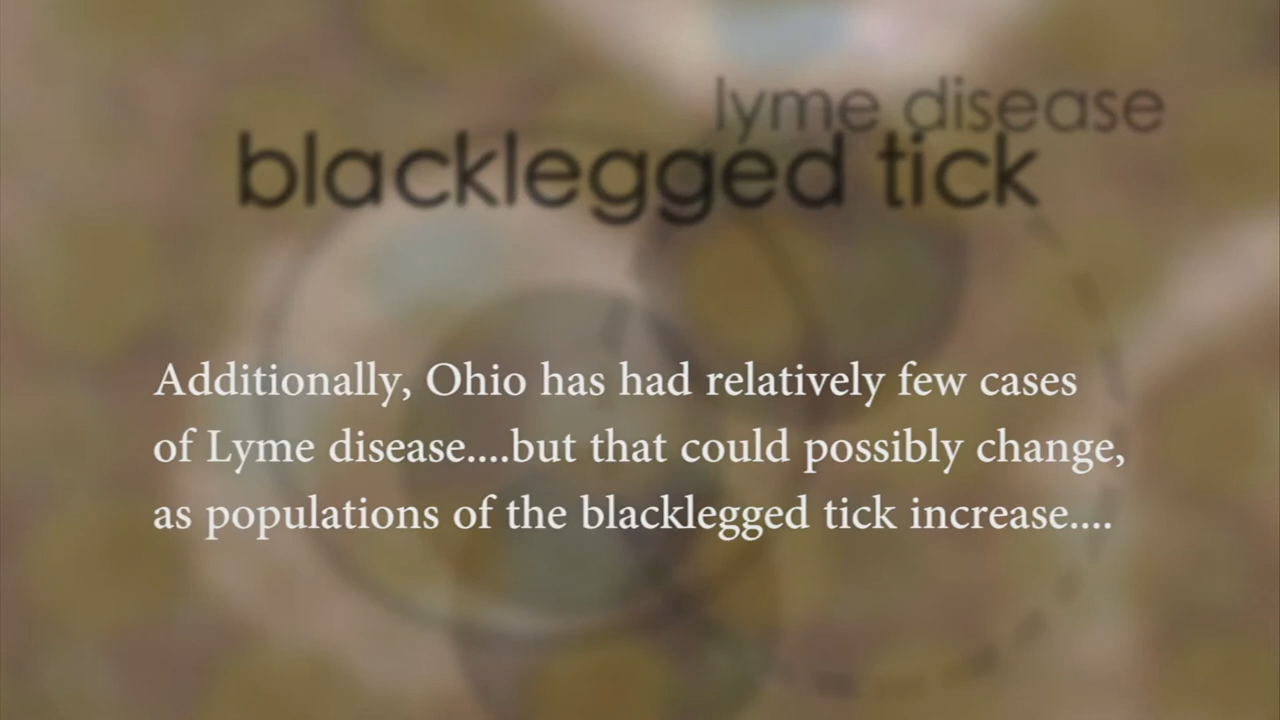 lyme disease
blacklegged tick
Additionally, Ohio has had relatively few cases
of Lyme disease....but that could possibly change,
as populations of the blacklegged tick increase....